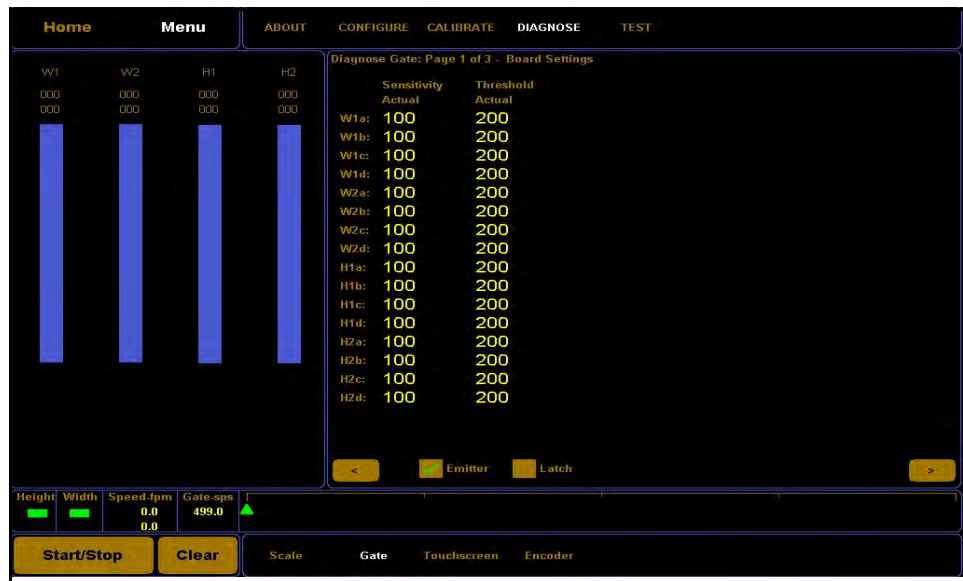 Home Menu ABOUT CONFIGURE CALIBRATE DIAGNOSE TEST
W1 W2 H1 H2
000 000 000 000
000 000 000 000
Diagnose Gate: Page 1 of 3 - Board Settings
Sensitivity Threshold
Actual Actual
W1a: 100 200
W1b: 100 200
W1c: 100 200
W1d: 100 200
W2a: 100 200
W2b: 100 200
W2c: 100 200
W2d: 100 200
H1a: 100 200
H1b: 100 200
H1c: 100 200
H1d: 100 200
H2a: 100 200
H2b: 100 200
H2c: 100 200
H2d: 100 200
< Emitter Latch >
Height Width Speed-fpm Gate-sps
0.0 499.0
0.0
Start/Stop Clear Scale Gate Touchscreen Encoder